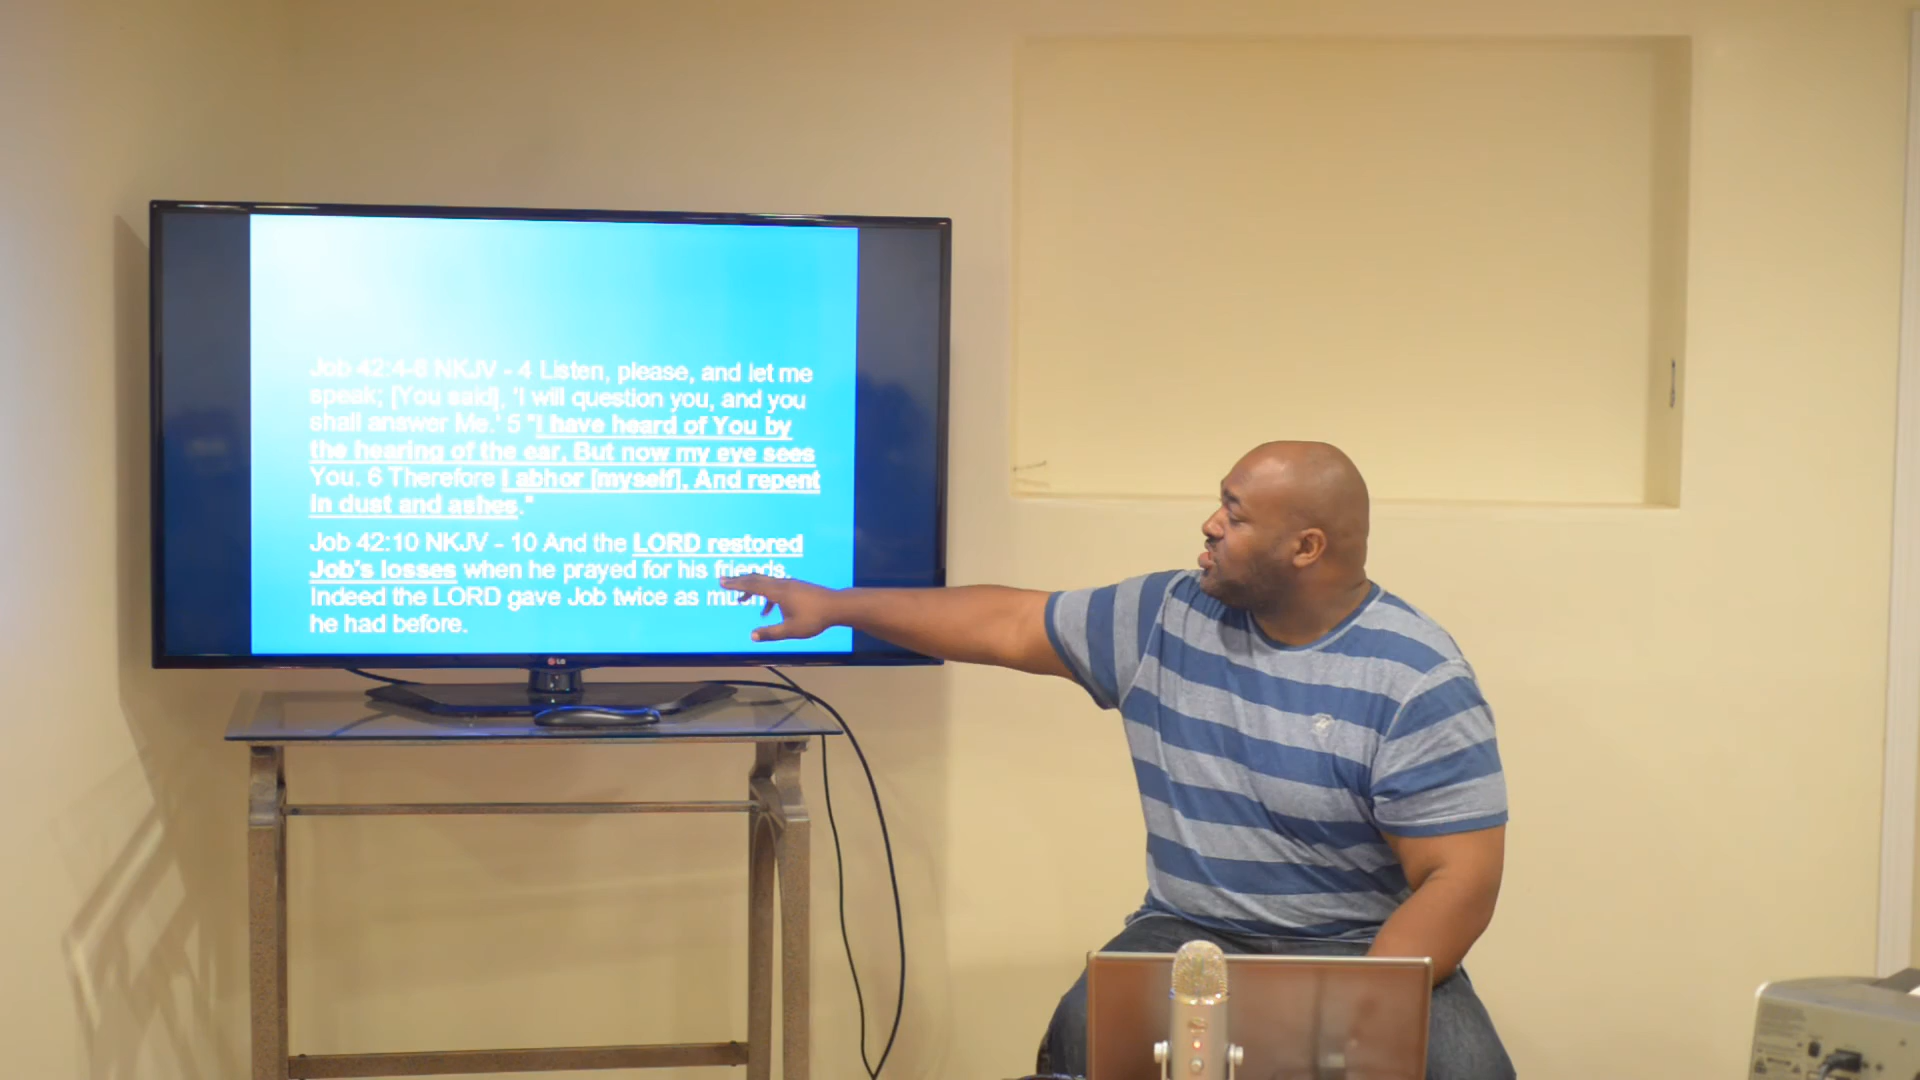 Job 42:4-6 NKJV - 4 Listen, please, and let me
speak; [You said], 'I will question you, and you
shall answer Me.' 5 "I have heard of You by
the hearing of the ear, But now my eye sees
You. 6 Therefore I abhor [myself], And repent
In dust and ashes."
Job 42:10 NKJV - 10 And the LORD restored
Job's losses when he prayed for his friends.
Indeed the LORD gave Job twice as much
he had before.
LG